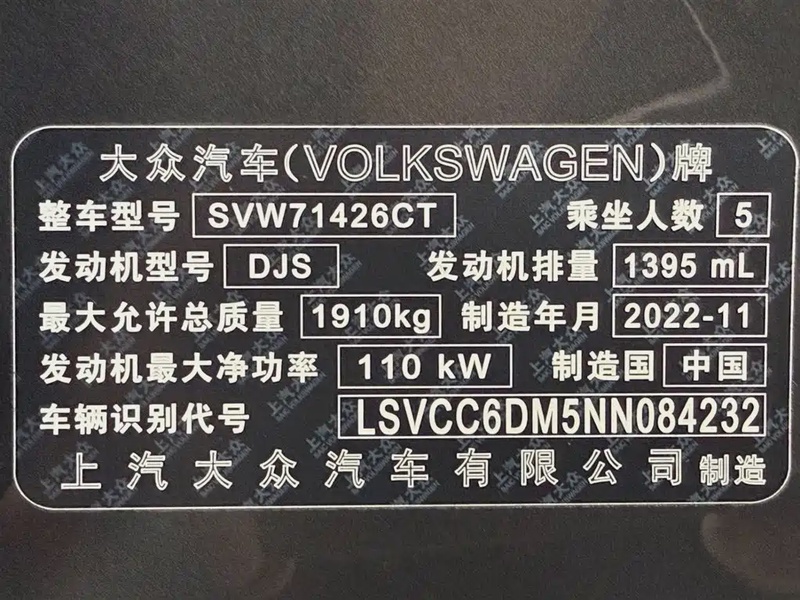 大众汽车(VOLKSWAGEN)牌
整车型号 SVW71426CT 乘坐人数 5
发动机型号 DJS 发动机排量 1395 mL
最大允许总质量 1910kg 制造年月 2022-11
发动机最大净功率 110 kW 制造国 中国
车辆识别代号 LSVCC6DM5NN084232
上汽大众汽车有限公司制造